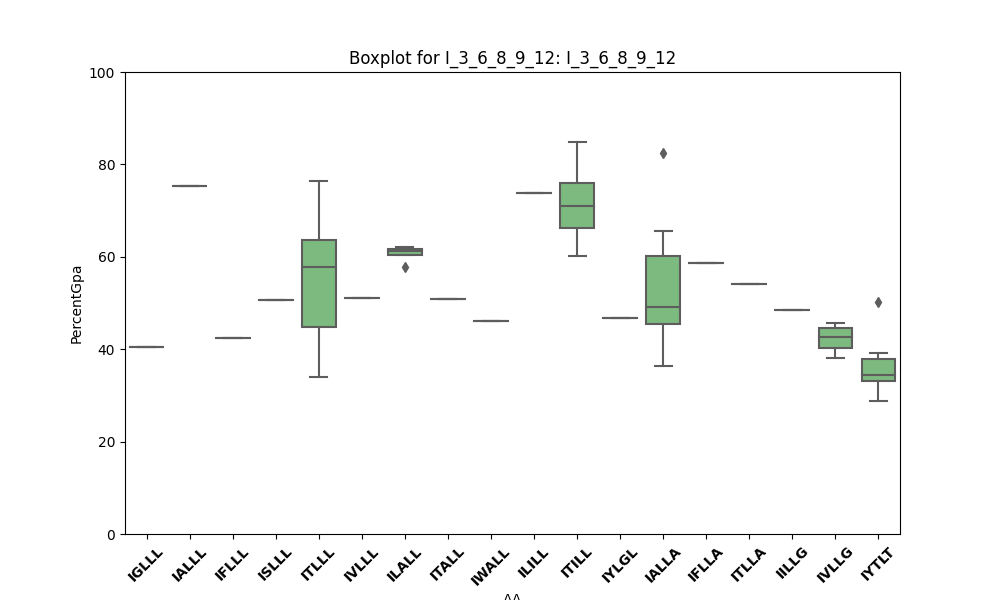 Boxplot for I_3_6_8_9_12: I_3_6_8_9_12
100
80
60
40
20
0
PercentGpa
IGLLL IALLL IFLLL ISLLL ITLLL IVLLL ILALL ITALL IWALL ILILL ITILL IYLGL IALLA IFLLA ITLLA IILLG IVLLG IYTLT
AA